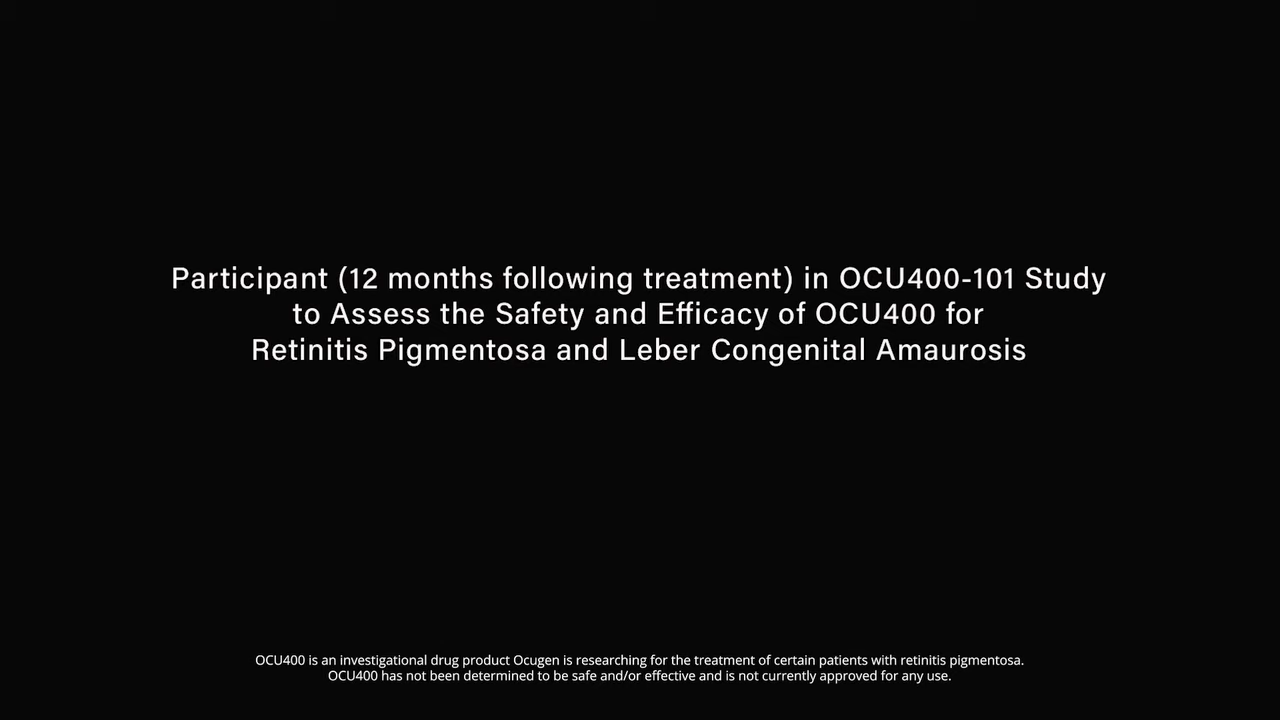 Participant (12 months following treatment) in OCU400-101 Study
to Assess the Safety and Efficacy of OCU400 for
Retinitis Pigmentosa and Leber Congenital Amaurosis
OCU400 is an investigational drug product Ocugen is researching for the treatment of certain patients with retinitis pigmentosa.
OCU400 has not been determined to be safe and/or effective and is not currently approved for any use.